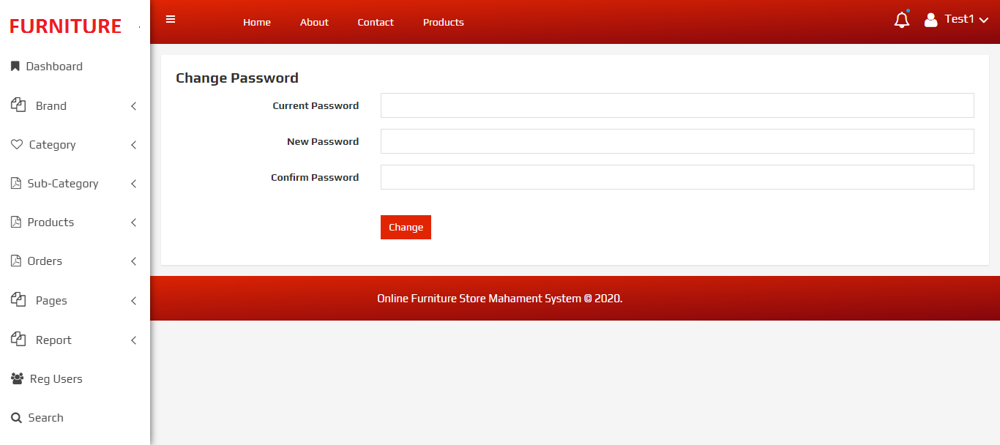 FURNITURE
Home About Contact Products
Test1
Dashboard
Brand
Category
Sub-Category
Products
Orders
Pages
Report
Reg Users
Search
Change Password
Current Password
New Password
Confirm Password
Change
Online Furniture Store Mahament System © 2020.